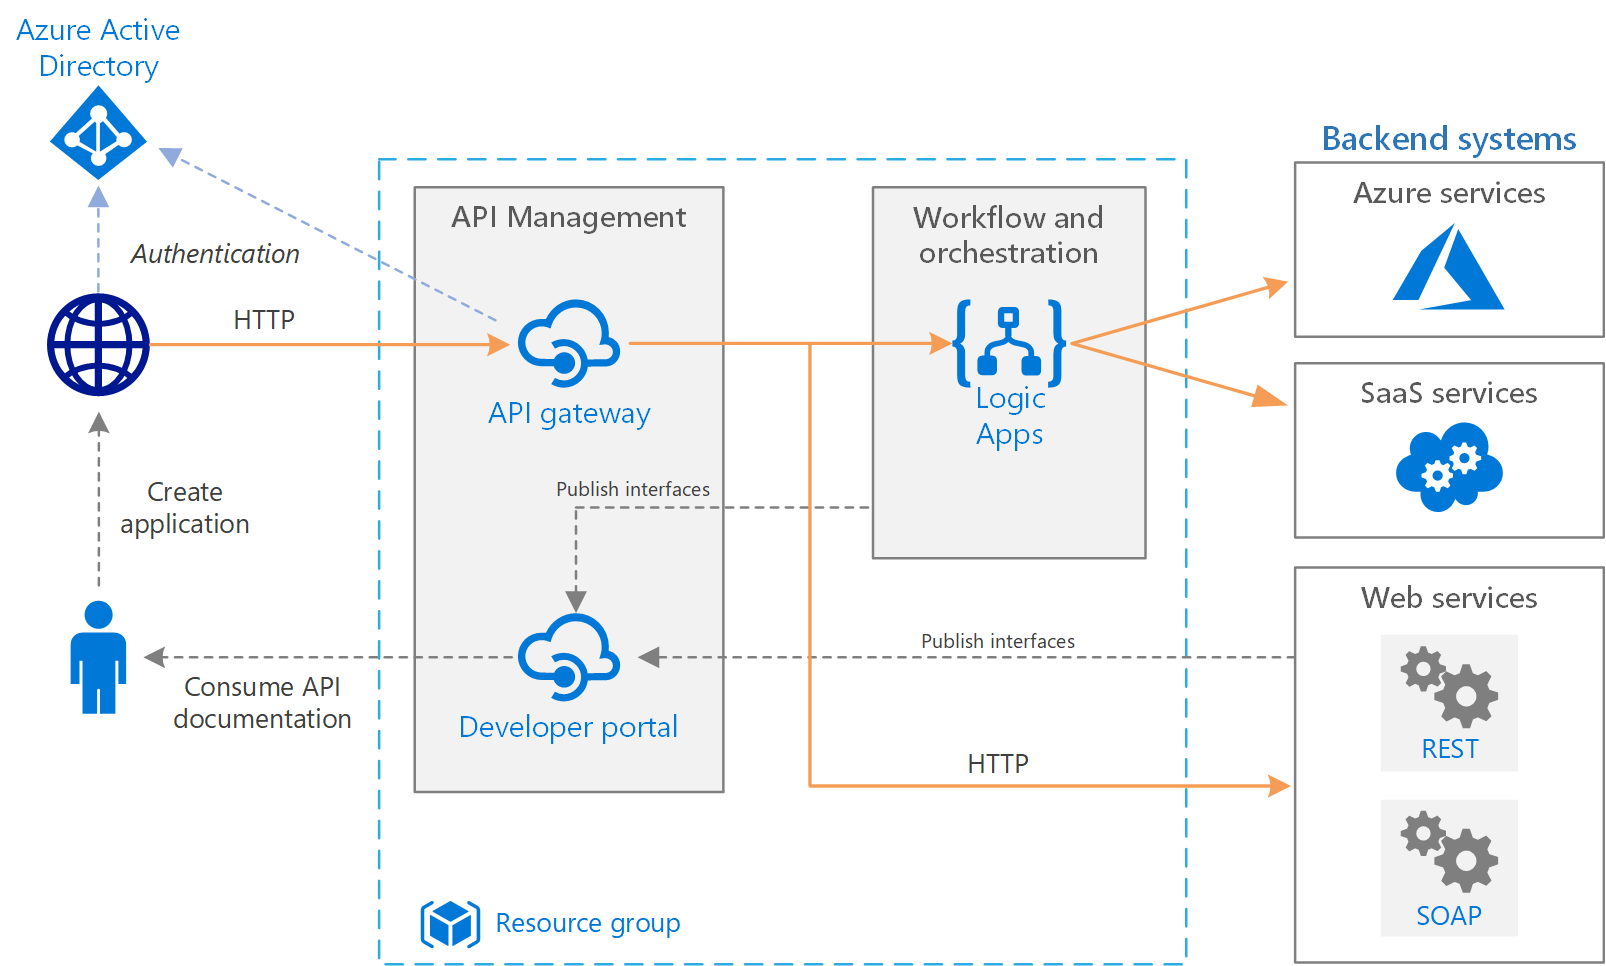 Azure Active
Directory
Authentication
HTTP
Create
application
Consume API
documentation
API Management
API gateway
Publish interfaces
Developer portal
Workflow and
orchestration
Logic
Apps
Publish interfaces
HTTP
Resource group
Backend systems
Azure services
SaaS services
Web services
REST
SOAP